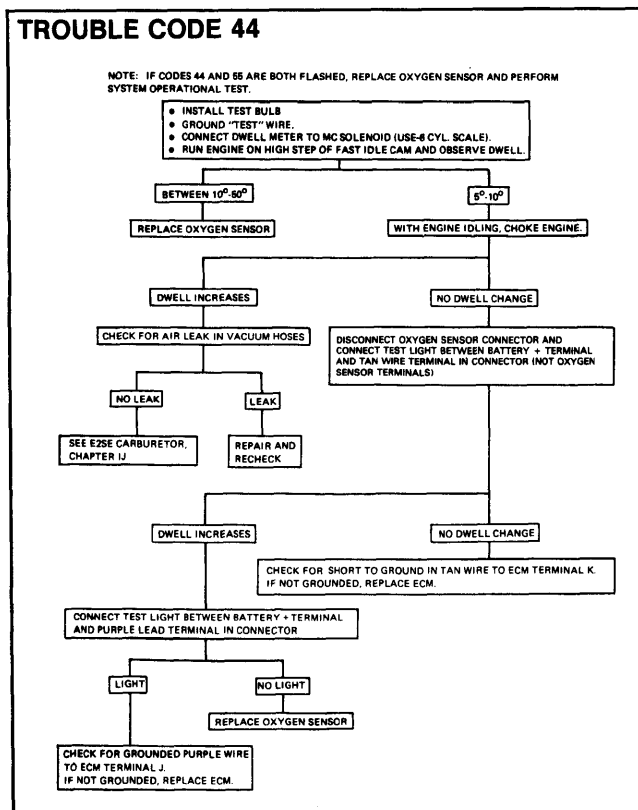 TROUBLE CODE 44
NOTE: IF CODES 44 AND 55 ARE BOTH FLASHED, REPLACE OXYGEN SENSOR AND PERFORM
SYSTEM OPERATIONAL TEST.
• INSTALL TEST BULB
• GROUND "TEST" WIRE.
• CONNECT DWELL METER TO MC SOLENOID (USE-6 CYL. SCALE).
• RUN ENGINE ON HIGH STEP OF FAST IDLE CAM AND OBSERVE DWELL.
BETWEEN 10°-50°
5°-10°
REPLACE OXYGEN SENSOR
WITH ENGINE IDLING, CHOKE ENGINE.
DWELL INCREASES
NO DWELL CHANGE
CHECK FOR AIR LEAK IN VACUUM HOSES
DISCONNECT OXYGEN SENSOR CONNECTOR AND
CONNECT TEST LIGHT BETWEEN BATTERY + TERMINAL
AND TAN WIRE TERMINAL IN CONNECTOR (NOT OXYGEN
SENSOR TERMINALS)
NO LEAK
LEAK
SEE E2SE CARBURETOR,
CHAPTER IJ
REPAIR AND
RECHECK
DWELL INCREASES
NO DWELL CHANGE
CHECK FOR SHORT TO GROUND IN TAN WIRE TO ECM TERMINAL K.
IF NOT GROUNDED, REPLACE ECM.
CONNECT TEST LIGHT BETWEEN BATTERY + TERMINAL
AND PURPLE LEAD TERMINAL IN CONNECTOR
LIGHT
NO LIGHT
REPLACE OXYGEN SENSOR
CHECK FOR GROUNDED PURPLE WIRE
TO ECM TERMINAL J.
IF NOT GROUNDED, REPLACE ECM.